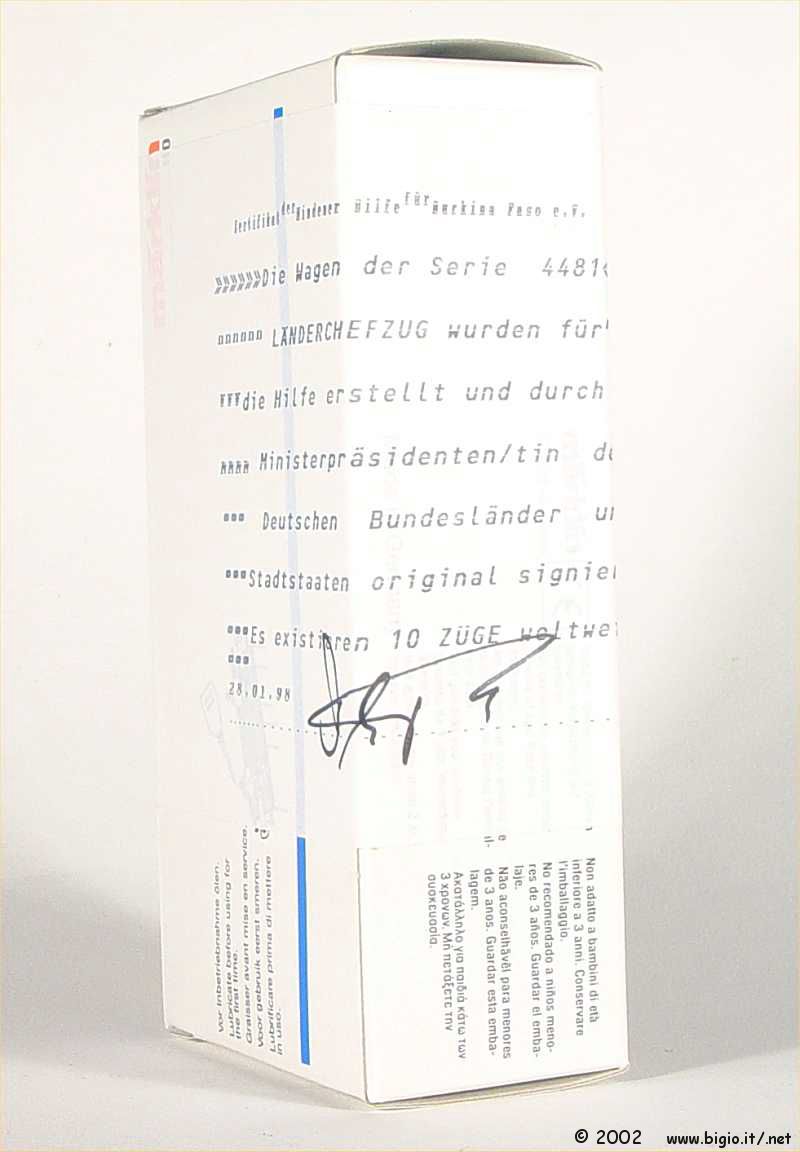 Zertifikat der Mindener Hilfe für Burkina Faso e.V.
»»»»»»Die Wagen der Serie 4481
LÄNDERCHEFZUG wurden für
die Hilfe erstellt und durch
Ministerpräsidenten/tin d
Deutschen Bundesländer u
Stadtstaaten original signie
Es existieren 10 ZÜGE weltwe
28.01.98
Vor Inbetriebnahme ölen.
Lubricate before using for
the first time.
Graisser avant mise en service.
Voor gebruik eerst smeren.
Lubrificare prima di mettere
in uso.
Non adatto a bambini di età
inferiore a 3 anni. Conservare
l'imballaggio.
No recomendado a niños meno-
res de 3 años. Guardar el emba-
laje.
Não aconselhável para menores
de 3 anos. Guardar esta emba-
lagem.
Ακατάλληλο για παιδιά κάτω των
3 χρονων. Μη πετάξετε την
συσκευασία.
© 2002 www.bigio.it/.net